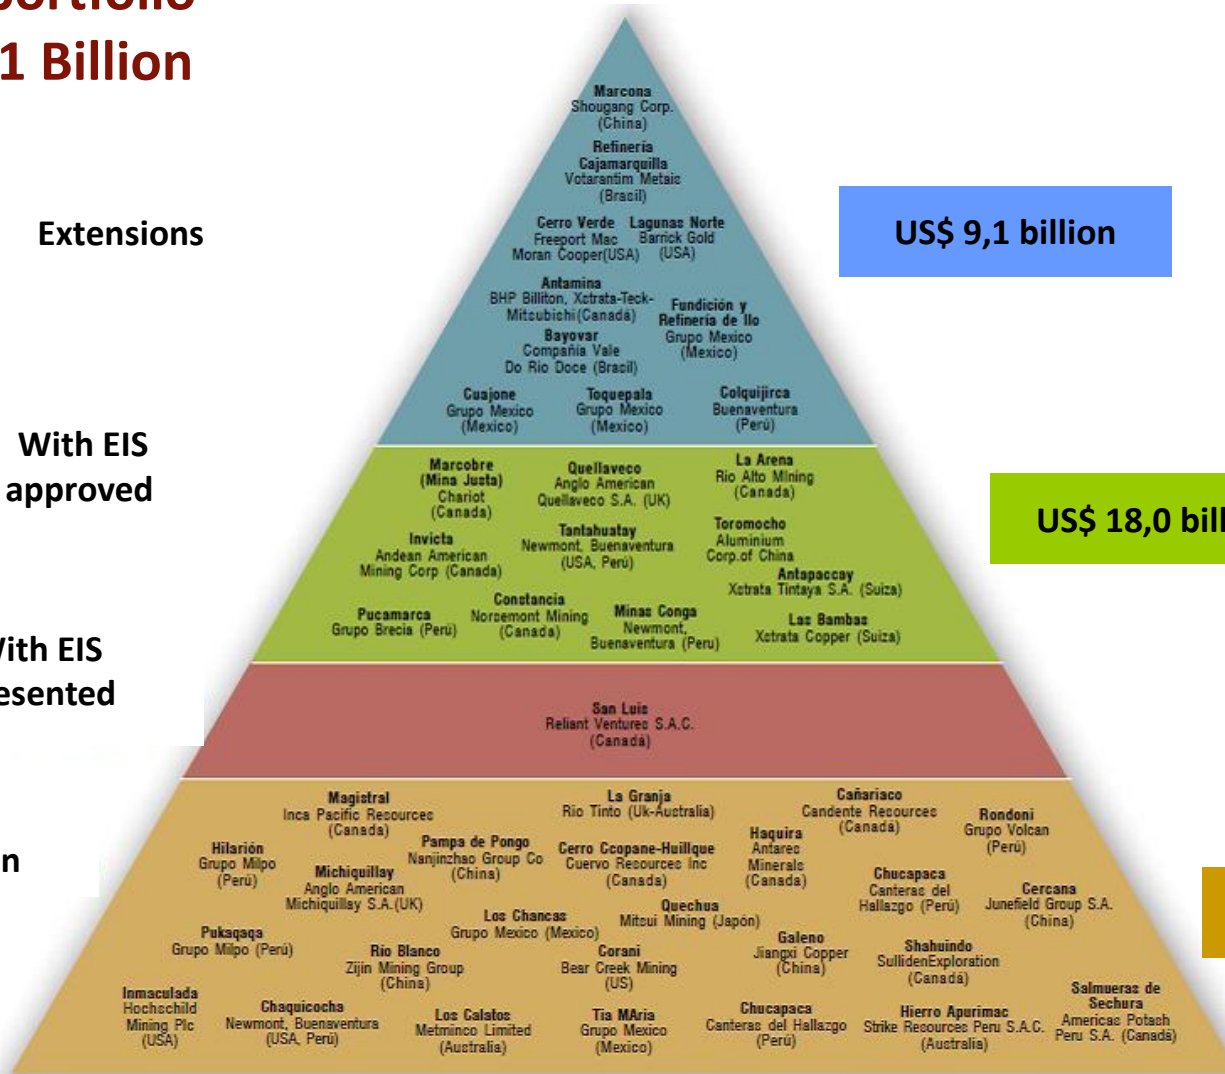 portfolio
1 Billion
Marcona
Shougang Corp.
(China)
Refinería
Cajamarquilla
Votarantim Metais
(Brasil)
Cerro Verde
Freeport Mac
Moran Cooper(USA)
Lagunas Norte
Barrick Gold
(USA)
Extensions
US$ 9,1 billion
Antamina
BHP Billiton, Xstrata-Teck-
Mitsubichi(Canadá)
Fundición y
Refinería de Ilo
Grupo Mexico
(Mexico)
Bayovar
Compañia Vale
Do Rio Doce (Brasil)
Cuajone
Grupo Mexico
(Mexico)
Toquepala
Grupo Mexico
(Mexico)
Colquijirca
Buenaventura
(Perú)
With EIS
approved
Marcobre
(Mina Justa)
Chariot
(Canada)
Quellaveco
Anglo American
Quellaveco S.A. (UK)
La Arena
Rio Alto Mining
(Canada)
US$ 18,0 bill
Invicta
Andean American
Mining Corp (Canada)
Tantahuatay
Newmont, Buenaventura
(USA, Perú)
Toromocho
Aluminium
Corp.of China
Antapaccay
Xstrata Tintaya S.A. (Suiza)
Pucamarca
Grupo Brecia (Perú)
Constancia
Norsemont Mining
(Canada)
Minas Conga
Newmont,
Buenaventura (Peru)
Las Bambas
Xstrata Copper (Suiza)
With EIS
resented
San Luis
Reliant Ventures S.A.C.
(Canadá)
Magistral
Inca Pacific Resources
(Canada)
La Granja
Rio Tinto (Uk-Australia)
Cañariaco
Candente Resources
(Canadá)
Rondoni
Grupo Volcan
(Perú)
n
Hilarión
Grupo Milpo
(Perú)
Pampa de Pongo
Nanjinzhao Group Co
(China)
Cerro Ccopane-Huillque
Cuervo Resources Inc
(Canada)
Haquira
Antares
Minerals
(Canada)
Michiquillay
Anglo American
Michiquillay S.A.(UK)
Chucapaca
Canteras del
Hallazgo (Perú)
Cercana
Junefield Group S.A.
(China)
Los Chancas
Grupo Mexico (Mexico)
Quechua
Mitsui Mining (Japón)
Pukaqaqa
Grupo Milpo (Perú)
Rio Blanco
Zijin Mining Group
(China)
Corani
Bear Creek Mining
(US)
Galeno
Jiangxi Copper
(China)
Shahuindo
SullidenExploration
(Canadá)
Inmaculada
Hochschild
Mining Plc
(USA)
Chaquicocha
Newmont, Buenaventura
(USA, Perú)
Los Calatos
Metminco Limited
(Australia)
Tia MAria
Grupo Mexico
(Mexico)
Chucapaca
Canteras del Hallazgo
(Perú)
Hierro Apurimac
Strike Resources Peru S.A.C.
(Australia)
Salmueras de
Sechura
Americas Potash
Peru S.A. (Canadá)